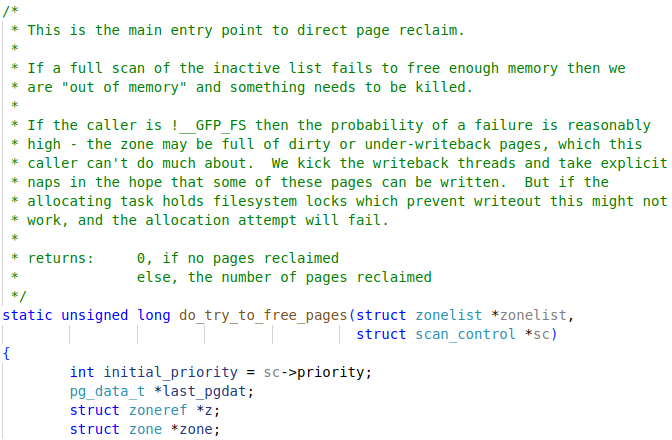 /*
 * This is the main entry point to direct page reclaim.
 *
 * If a full scan of the inactive list fails to free enough memory then we
 * are "out of memory" and something needs to be killed.
 *
 * If the caller is !__GFP_FS then the probability of a failure is reasonably
 * high - the zone may be full of dirty or under-writeback pages, which this
 * caller can't do much about.  We kick the writeback threads and take explicit
 * naps in the hope that some of these pages can be written.  But if the
 * allocating task holds filesystem locks which prevent writeout this might not
 * work, and the allocation attempt will fail.
 *
 * returns:	0, if no pages reclaimed
 * 		else, the number of pages reclaimed
 */
static unsigned long do_try_to_free_pages(struct zonelist *zonelist,
					  struct scan_control *sc)
{
	int initial_priority = sc->priority;
	pg_data_t *last_pgdat;
	struct zoneref *z;
	struct zone *zone;